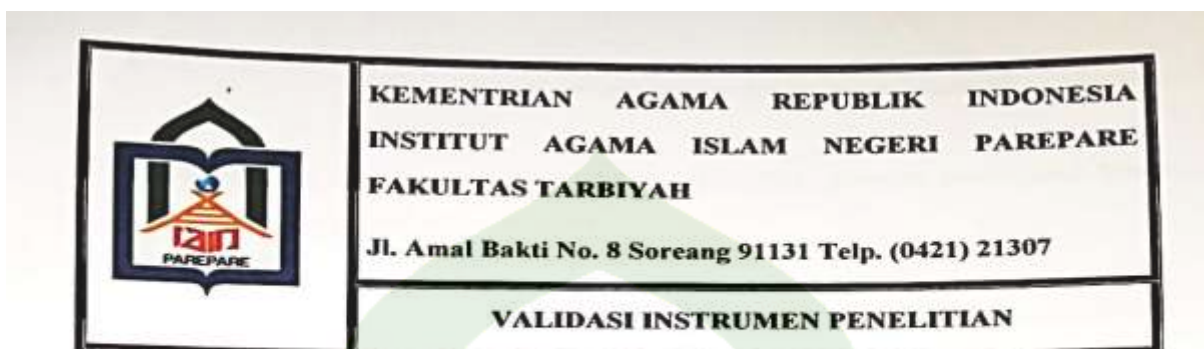 KEMENTRIAN AGAMA REPUBLIK INDONESIA
INSTITUT AGAMA ISLAM NEGERI PAREPARE
FAKULTAS TARBIYAH
Jl. Amal Bakti No. 8 Soreang 91131 Telp. (0421) 21307
iain
PAREPARE
VALIDASI INSTRUMEN PENELITIAN